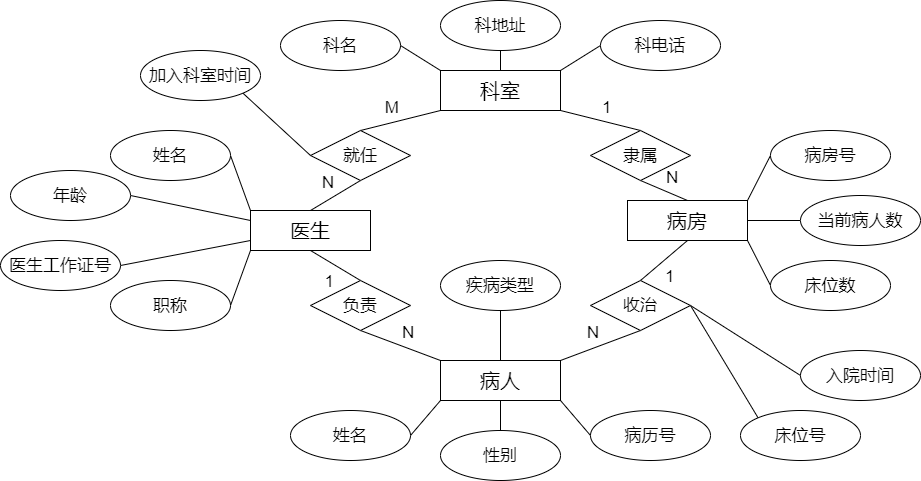 科地址
科名
科电话
加入科室时间
科室
M
1
姓名
就任
隶属
病房号
年龄
N
N
医生
病房
当前病人数
医生工作证号
1
疾病类型
1
床位数
职称
负责
收治
N
N
病人
入院时间
姓名
性别
病历号
床位号